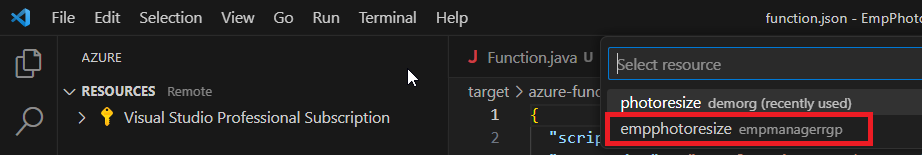 File Edit Selection View Go Run Terminal Help function.json - EmpPhoto
AZURE
RESOURCES Remote
Visual Studio Professional Subscription
Function.java U
target > azure-func
1 {
2 "scrip
Select resource
photoresize demorg (recently used)
empphotoresize empmanagerrgp